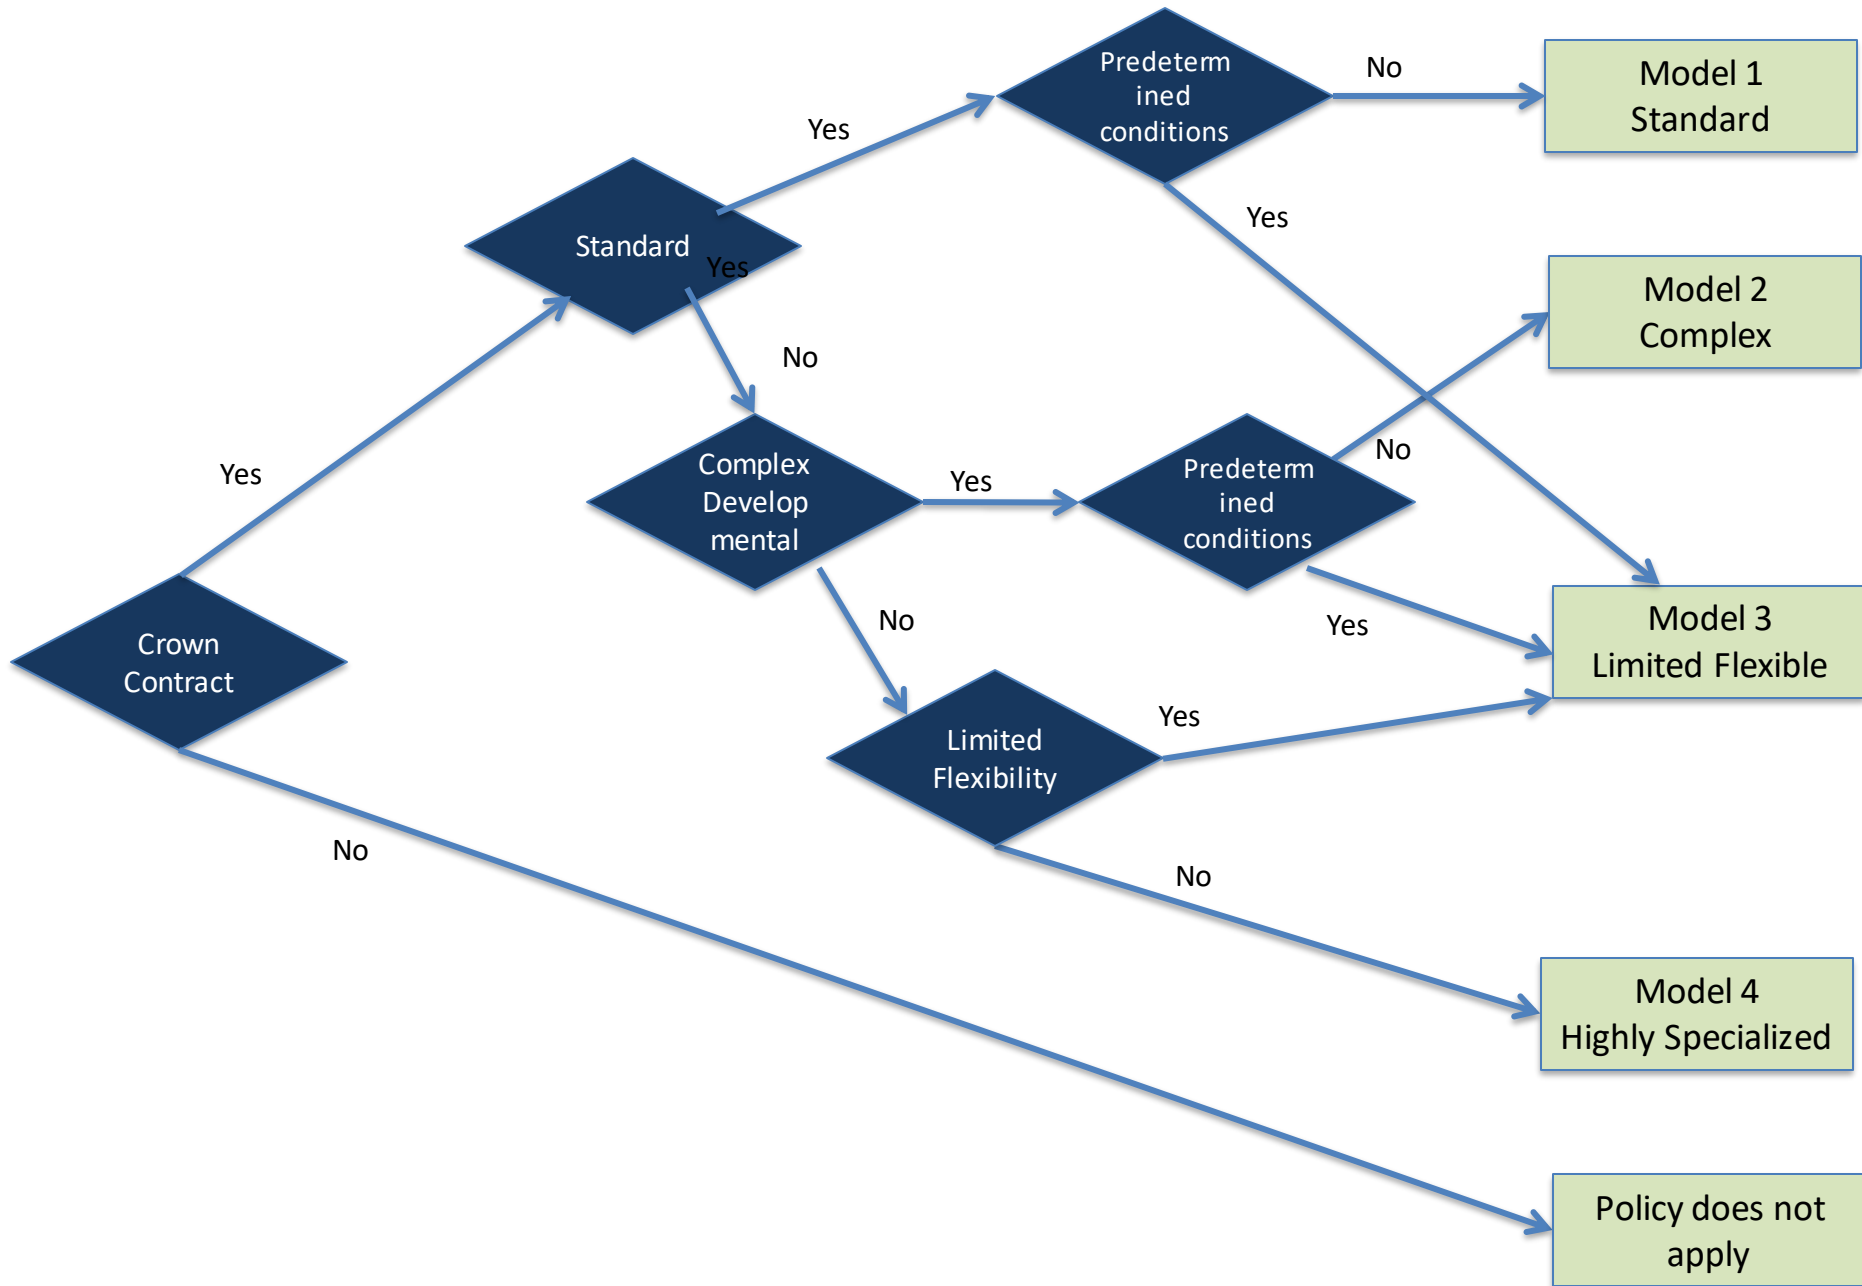 Predeterm
ined
conditions
No
Model 1
Standard
Yes
Yes
Standard
Yes
Model 2
Complex
No
No
Complex
Develop
mental
Yes
Predeterm
ined
conditions
Yes
No
Yes
Model 3
Limited Flexible
Crown
Contract
Yes
Limited
Flexibility
No
No
Model 4
Highly Specialized
Policy does not
apply